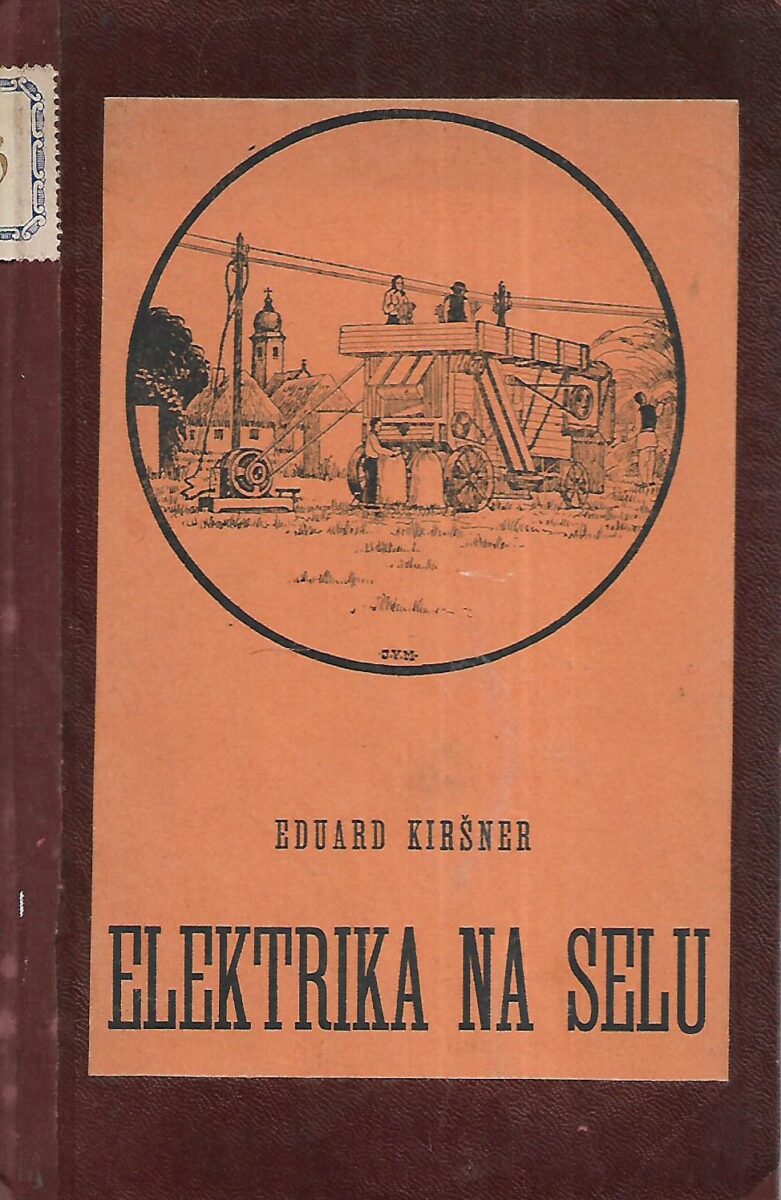 ·J.V.M·
EDUARD KIRŠNER
ELEKTRIKA NA SELU